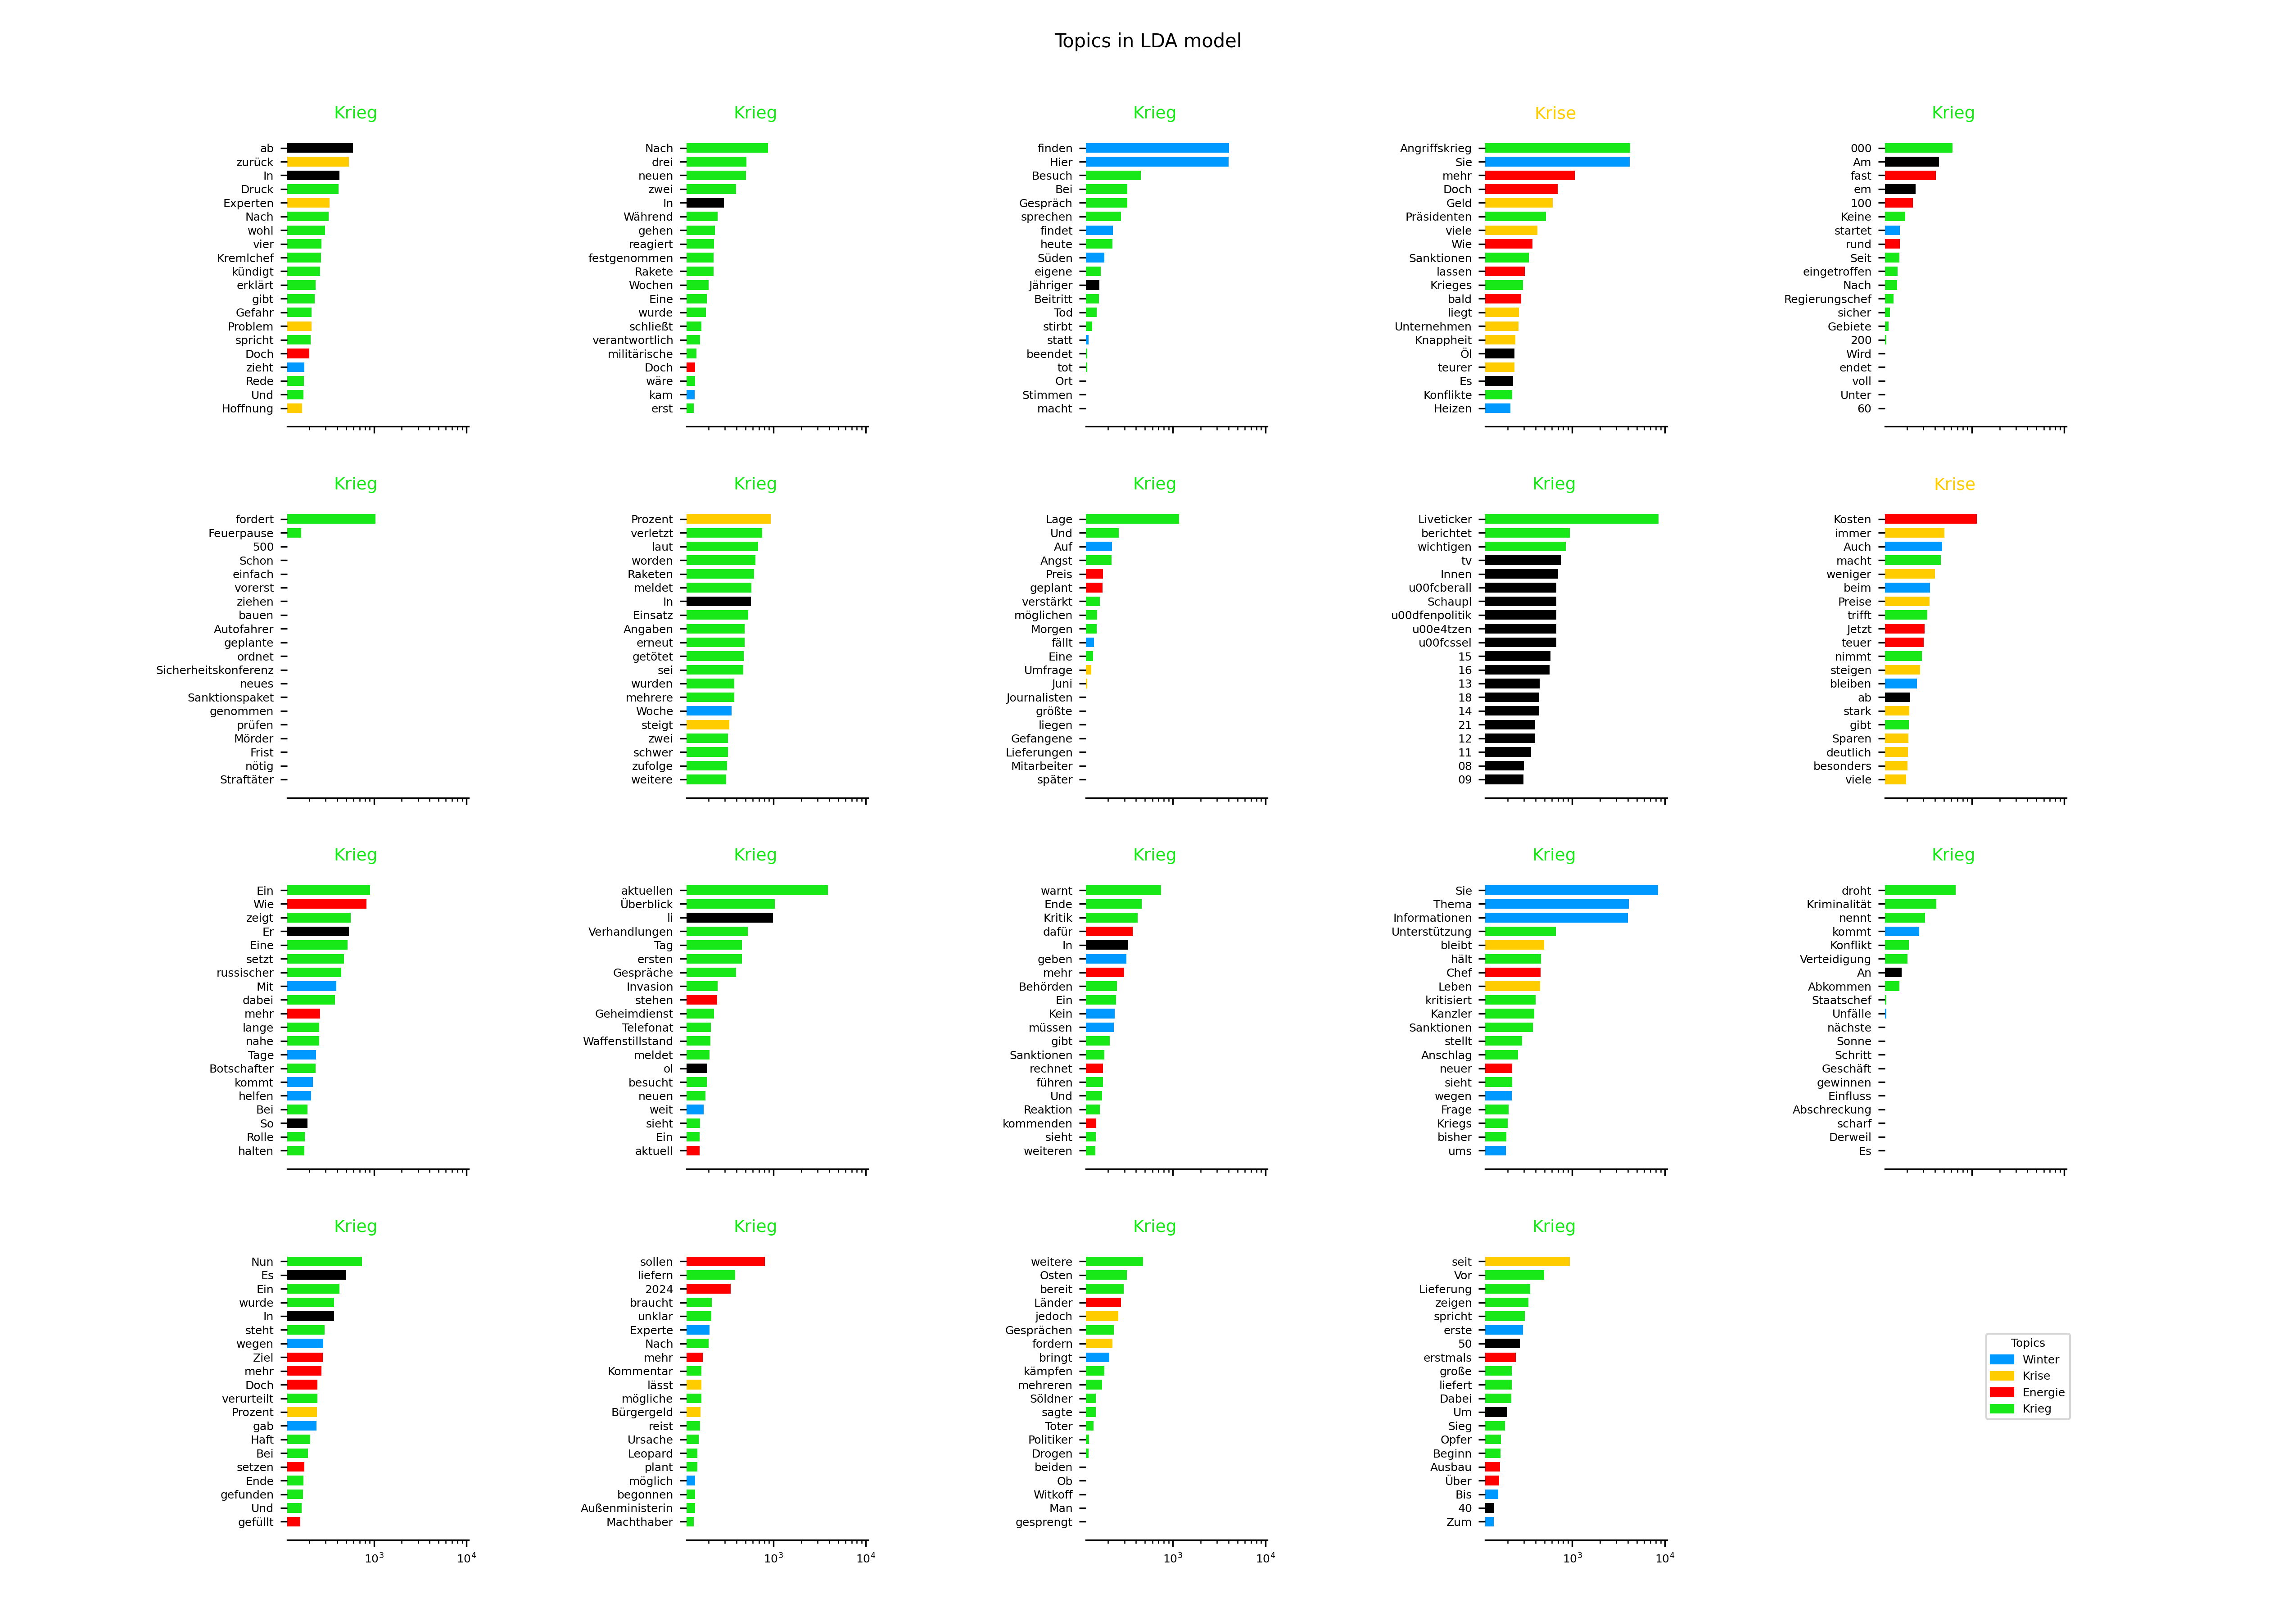 Topics in LDA model
Krieg
ab
zurück
In
Druck
Experten
Nach
wohl
vier
Kremlchef
kündigt
erklärt
gibt
Gefahr
Problem
spricht
Doch
zieht
Rede
Und
Hoffnung
Krieg
Nach
drei
neuen
zwei
In
Während
gehen
reagiert
festgenommen
Rakete
Wochen
Eine
wurde
schließt
verantwortlich
militärische
Doch
wäre
kam
erst
Krieg
finden
Hier
Besuch
Bei
Gespräch
sprechen
findet
heute
Süden
eigene
Jähriger
Beitritt
Tod
stirbt
statt
beendet
tot
Ort
Stimmen
macht
Krise
Angriffskrieg
Sie
mehr
Doch
Geld
Präsidenten
viele
Wie
Sanktionen
lassen
Krieges
bald
liegt
Unternehmen
Knappheit
Öl
teurer
Es
Konflikte
Heizen
Krieg
000
Am
fast
em
100
Keine
startet
rund
Seit
eingetroffen
Nach
Regierungschef
sicher
Gebiete
200
Wird
endet
voll
Unter
60
Krieg
fordert
Feuerpause
500
Schon
einfach
vorerst
ziehen
bauen
Autofahrer
geplante
ordnet
Sicherheitskonferenz
neues
Sanktionspaket
genommen
prüfen
Mörder
Frist
nötig
Straftäter
Krieg
Prozent
verletzt
laut
worden
Raketen
meldet
In
Einsatz
Angaben
erneut
getötet
sei
wurden
mehrere
Woche
steigt
zwei
schwer
zufolge
weitere
Krieg
Lage
Und
Auf
Angst
Preis
geplant
verstärkt
möglichen
Morgen
fällt
Eine
Umfrage
Juni
Journalisten
größte
liegen
Gefangene
Lieferungen
Mitarbeiter
später
Krieg
Liveticker
berichtet
wichtigen
tv
Innen
u00fcberall
Schaupl
u00dfenpolitik
u00e4tzen
u00fcssel
15
16
13
18
14
21
12
11
08
09
Krise
Kosten
immer
Auch
macht
weniger
beim
Preise
trifft
Jetzt
teuer
nimmt
steigen
bleiben
ab
stark
gibt
Sparen
deutlich
besonders
viele
Krieg
Ein
Wie
zeigt
Er
Eine
setzt
russischer
Mit
dabei
mehr
lange
nahe
Tage
Botschafter
kommt
helfen
Bei
So
Rolle
halten
Krieg
aktuellen
Überblick
li
Verhandlungen
Tag
ersten
Gespräche
Invasion
stehen
Geheimdienst
Telefonat
Waffenstillstand
meldet
ol
besucht
neuen
weit
sieht
Ein
aktuell
Krieg
warnt
Ende
Kritik
dafür
In
geben
mehr
Behörden
Ein
Kein
müssen
gibt
Sanktionen
rechnet
führen
Und
Reaktion
kommenden
sieht
weiteren
Krieg
Sie
Thema
Informationen
Unterstützung
bleibt
hält
Chef
Leben
kritisiert
Kanzler
Sanktionen
stellt
Anschlag
neuer
sieht
wegen
Frage
Kriegs
bisher
ums
Krieg
droht
Kriminalität
nennt
kommt
Konflikt
Verteidigung
An
Abkommen
Staatschef
Unfälle
nächste
Sonne
Schritt
Geschäft
gewinnen
Einfluss
Abschreckung
scharf
Derweil
Es
Krieg
Nun
Es
Ein
wurde
In
steht
wegen
Ziel
mehr
Doch
verurteilt
Prozent
gab
Haft
Bei
setzen
Ende
gefunden
Und
gefüllt
10³ 10⁴
Krieg
sollen
liefern
2024
braucht
unklar
Experte
Nach
mehr
Kommentar
lässt
mögliche
Bürgergeld
reist
Ursache
Leopard
plant
möglich
begonnen
Außenministerin
Machthaber
10³ 10⁴
Krieg
weitere
Osten
bereit
Länder
jedoch
Gesprächen
fordern
bringt
kämpfen
mehreren
Söldner
sagte
Toter
Politiker
Drogen
beiden
Ob
Witkoff
Man
gesprengt
10³ 10⁴
Krieg
seit
Vor
Lieferung
zeigen
spricht
erste
50
erstmals
große
liefert
Dabei
Um
Sieg
Opfer
Beginn
Ausbau
Über
Bis
40
Zum
10³ 10⁴
Topics
Winter
Krise
Energie
Krieg